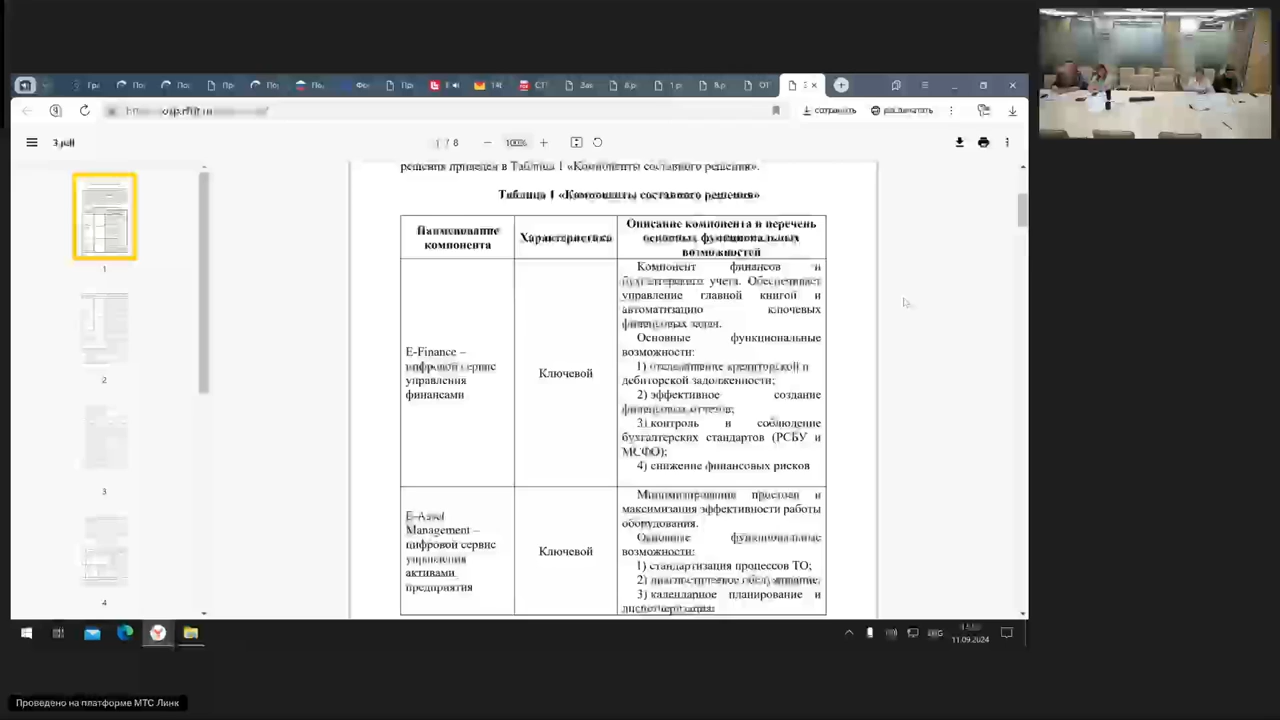 3.pdf
1 / 8
100%
сохранить
распечатать
решения приведен в Таблица 1 «Компоненты составного решения».
Таблица 1 «Компоненты составного решения»
Наименование
компонента
Характеристика
Описание компонента и перечень
основных функциональных
возможностей
E-Finance –
цифровой сервис
управления
финансами
Ключевой
Компонент финансов и
бухгалтерского учета. Обеспечивает
управление главной книгой и
автоматизацию ключевых
финансовых задач.
Основные функциональные
возможности:
1) отслеживание кредиторской и
дебиторской задолженности;
2) эффективное создание
финансовых отчетов;
3) контроль и соблюдение
бухгалтерских стандартов (РСБУ и
МСФО);
4) снижение финансовых рисков
E-Asset
Management –
цифровой сервис
управления
активами
предприятия
Ключевой
Минимизирования простоя и
максимизация эффективности работы
оборудования.
Основные функциональные
возможности:
1) стандартизация процессов ТО;
2)
3) календарное планирование и
диспетчеризация
1
2
3
4
11.09.2024
Проведено на платформе МТС Линк